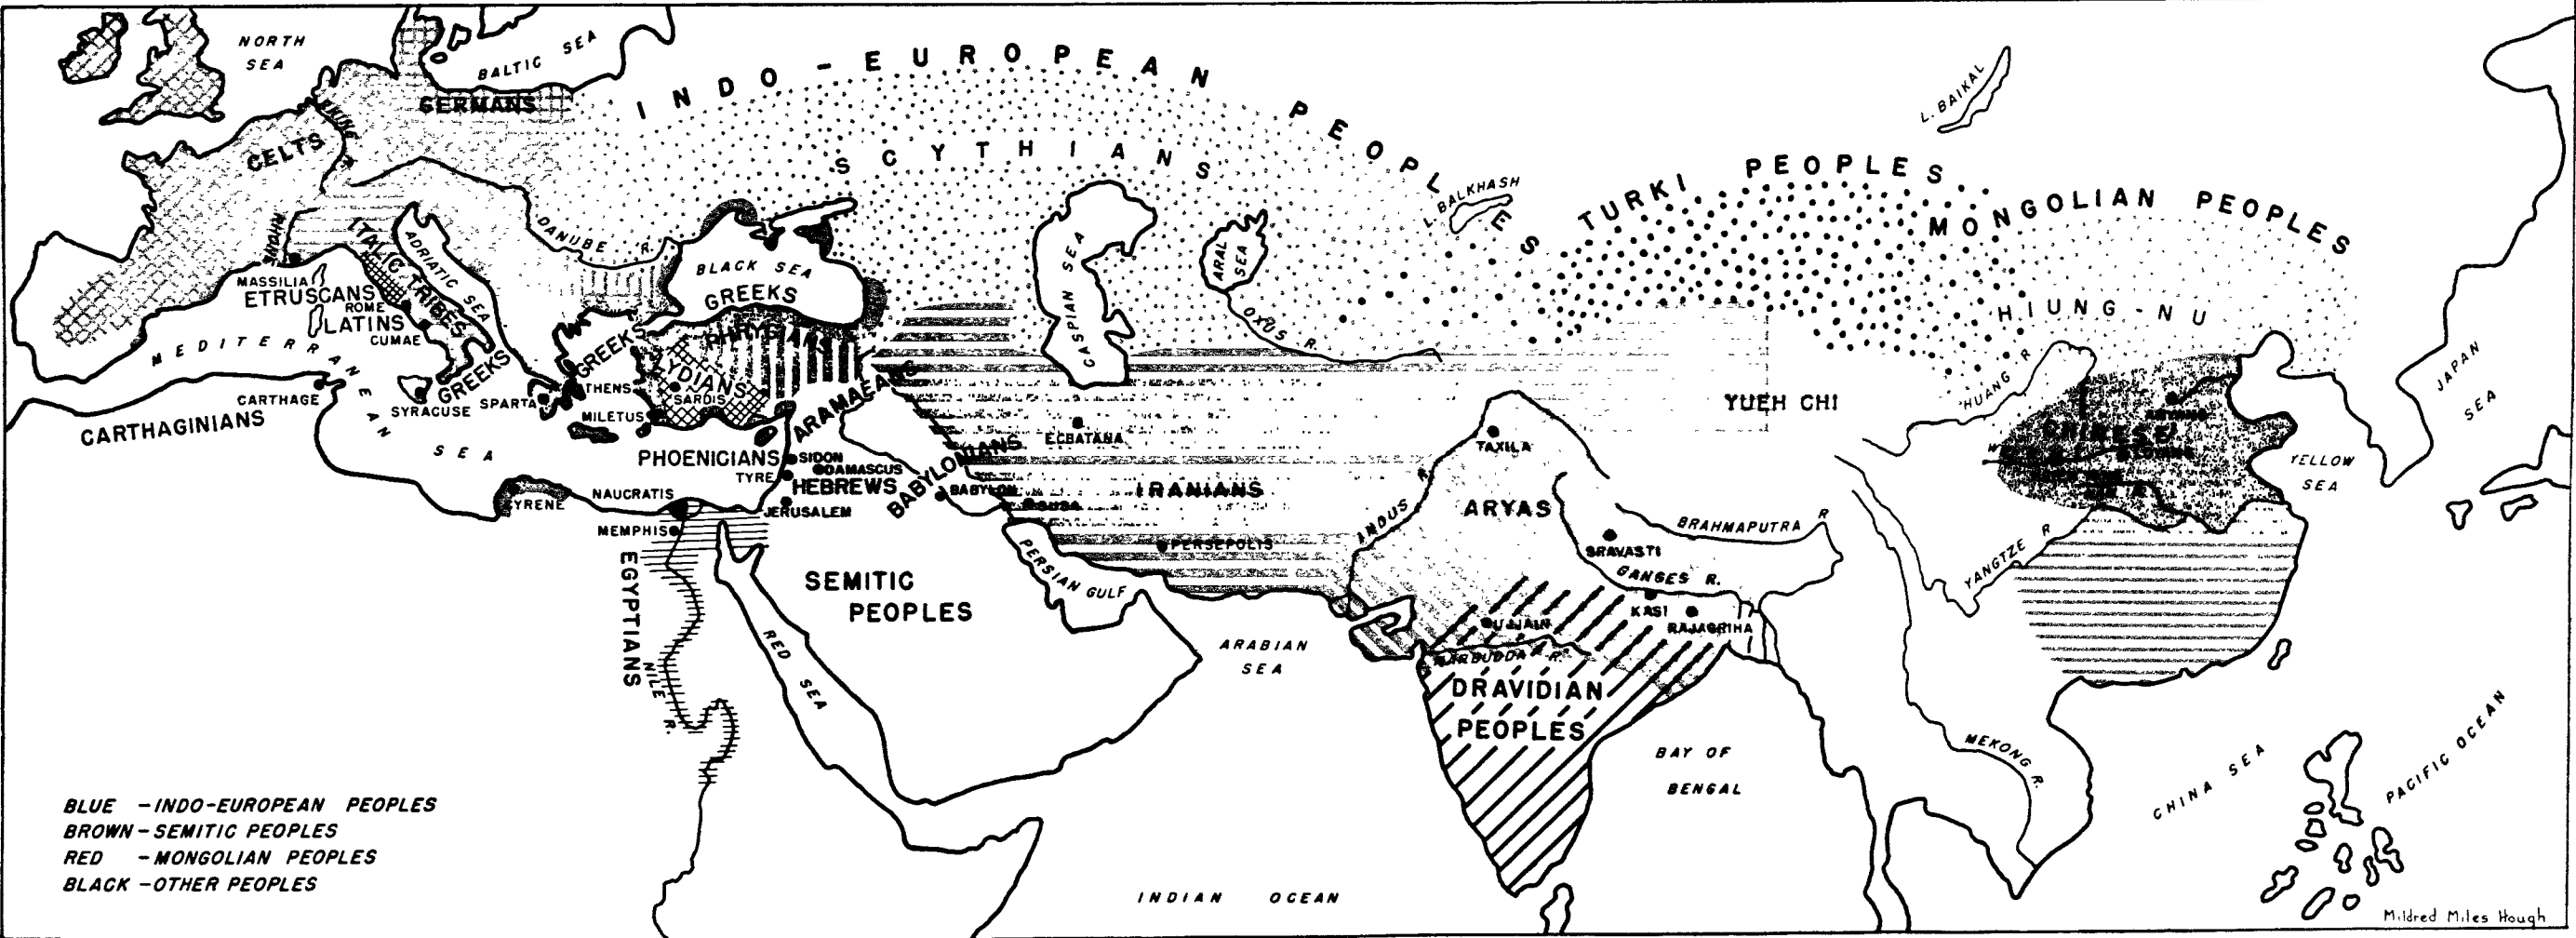 NORTH
SEA
BALTIC SEA
INDO-EUROPEAN PEOPLES
GERMANS
RHINE
CELTS
SCYTHIANS
L. BAIKAL
L. BALKHASH
TURKI PEOPLES
MONGOLIAN PEOPLES
HIUNG-NU
DANUBE R.
RHONE
ITALIC TRIBES
ADRIATIC SEA
BLACK SEA
GREEKS
CASPIAN SEA
ARAL
SEA
OXUS R.
MASSILIA
ETRUSCANS
ROME
LATINS
CUMAE
MEDITERRANEAN
SEA
GREEKS
GREEKS
PHRYGIANS
LYDIANS
SARDIS
ATHENS
SPARTA
MILETUS
SYRACUSE
CARTHAGE
CARTHAGINIANS
ARAMAEANS
PHOENICIANS
SIDON
DAMASCUS
TYRE
HEBREWS
JERUSALEM
BABYLONIANS
BABYLON
SUSA
ECBATANA
IRANIANS
PERSEPOLIS
NAUCRATIS
CYRENE
MEMPHIS
EGYPTIANS
NILE R.
RED SEA
SEMITIC
PEOPLES
PERSIAN GULF
ARABIAN
SEA
YUEH CHI
HUANG R.
CHINESE
YELLOW
SEA
JAPAN
SEA
TAXILA
INDUS R.
ARYAS
BRAHMAPUTRA R
SRAVASTI
GANGES R.
KASI
RAJAGRIHA
UJJAIN
NARBUDDA R.
DRAVIDIAN
PEOPLES
BAY OF
BENGAL
YANGTZE R
MEKONG R.
CHINA SEA
PACIFIC OCEAN
INDIAN OCEAN
BLUE -INDO-EUROPEAN PEOPLES
BROWN-SEMITIC PEOPLES
RED -MONGOLIAN PEOPLES
BLACK-OTHER PEOPLES
Mildred Miles Hough